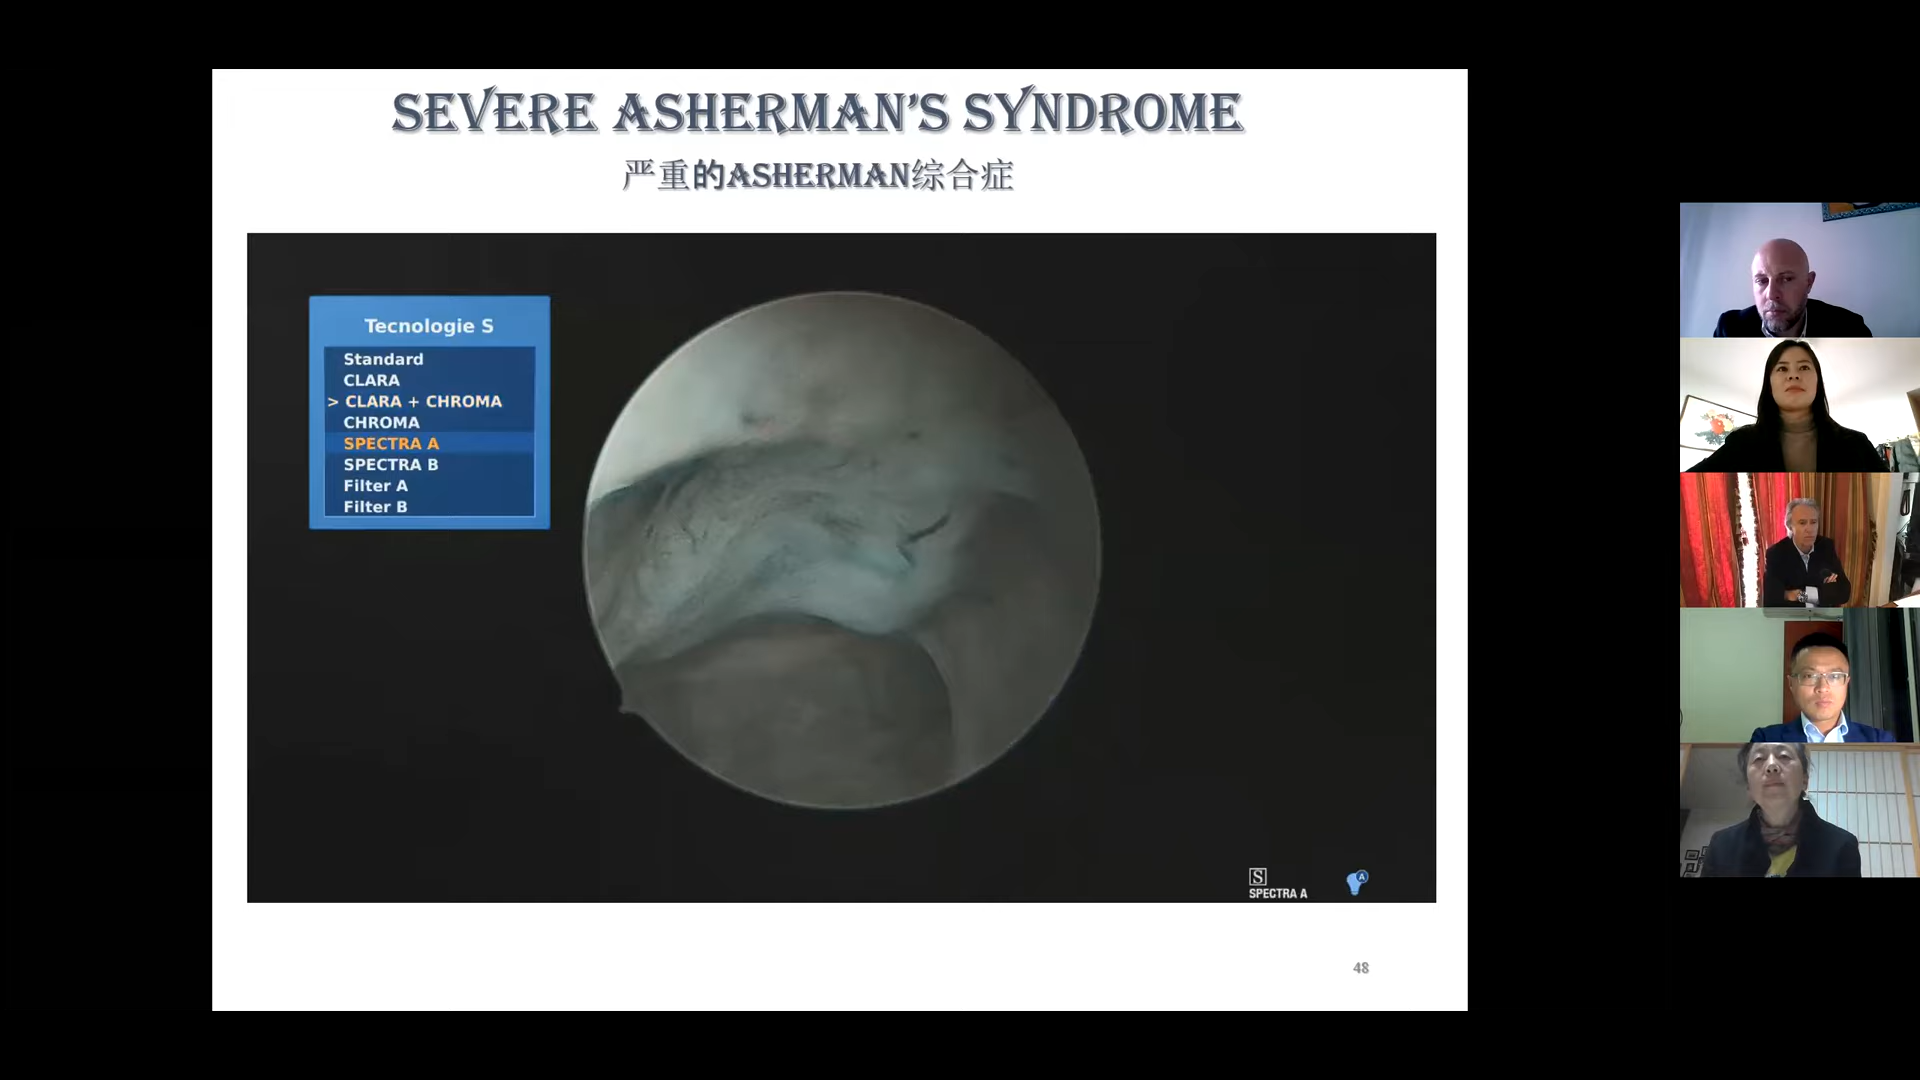 SEVERE ASHERMAN'S SYNDROME
严重的ASHERMAN综合症
Tecnologie S
Standard
CLARA
> CLARA + CHROMA
CHROMA
SPECTRA A
SPECTRA B
Filter A
Filter B
S
SPECTRA A
A
48